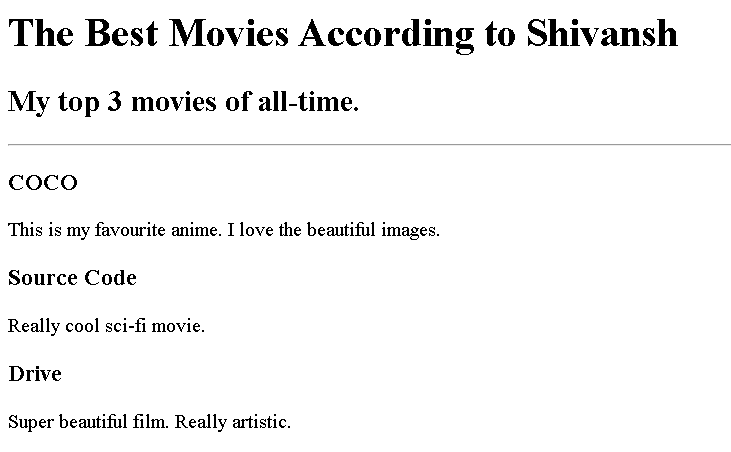 The Best Movies According to Shivansh
My top 3 movies of all-time.
COCO
This is my favourite anime. I love the beautiful images.
Source Code
Really cool sci-fi movie.
Drive
Super beautiful film. Really artistic.